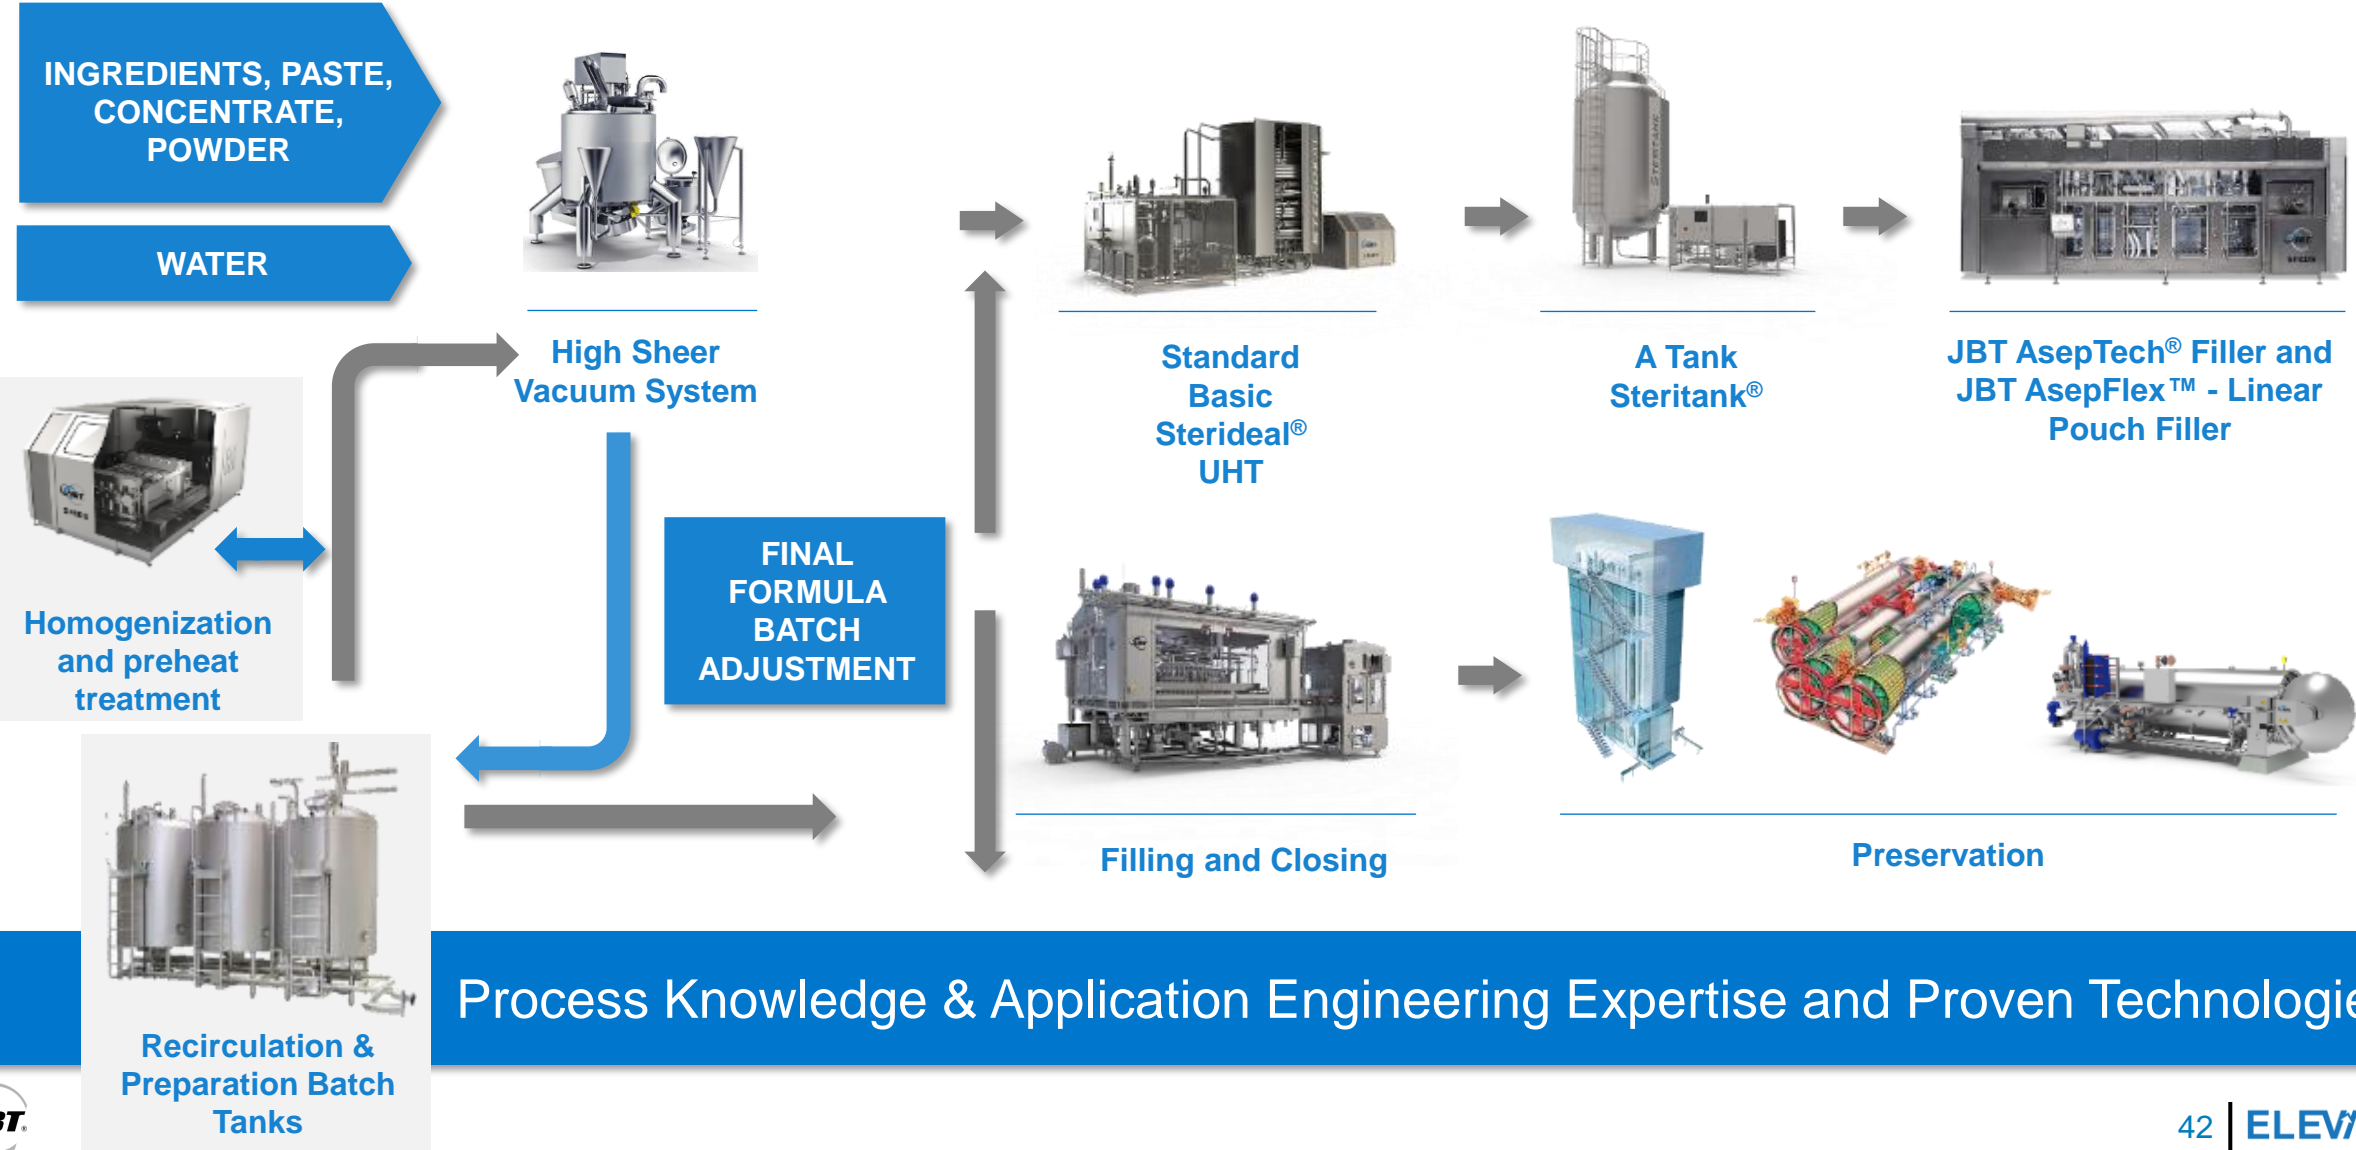 INGREDIENTS, PASTE,
CONCENTRATE,
POWDER
WATER
High Sheer
Vacuum System
Standard
Basic
Sterideal®
UHT
A Tank
Steritank®
JBT AsepTech® Filler and
JBT AsepFlex™ - Linear
Pouch Filler
Homogenization
and preheat
treatment
FINAL
FORMULA
BATCH
ADJUSTMENT
Filling and Closing
Preservation
Recirculation &
Preparation Batch
Tanks
Process Knowledge & Application Engineering Expertise and Proven Technologie
42
STERITANK
JBT